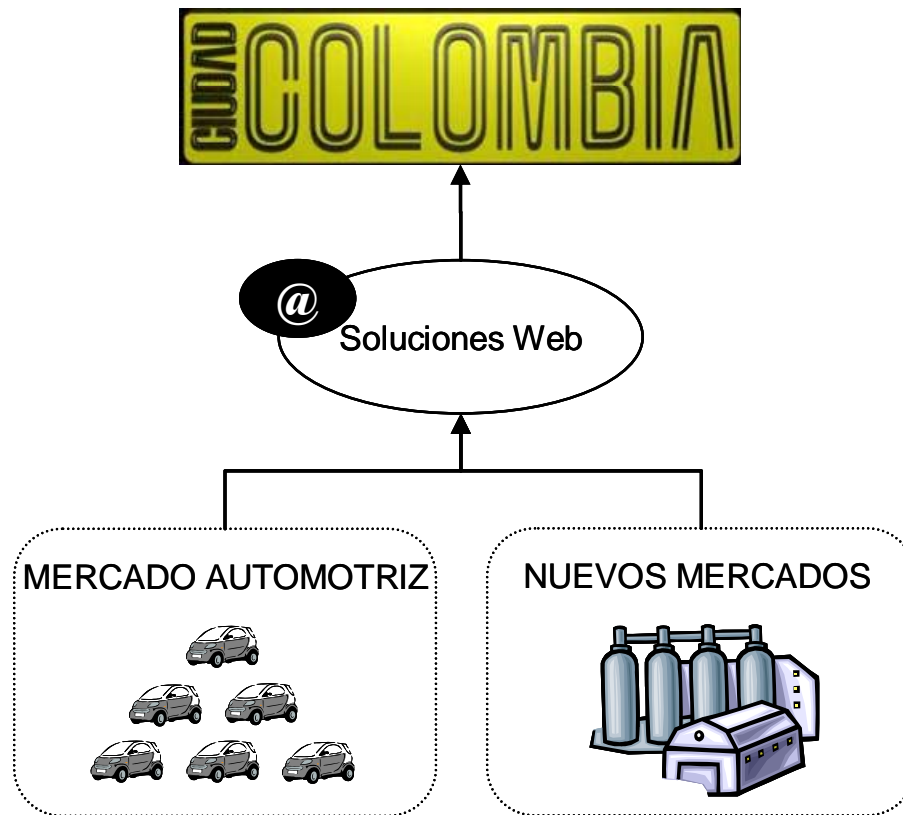 CIUDAD
COLOMBIA
@
Soluciones Web
MERCADO AUTOMOTRIZ
NUEVOS MERCADOS